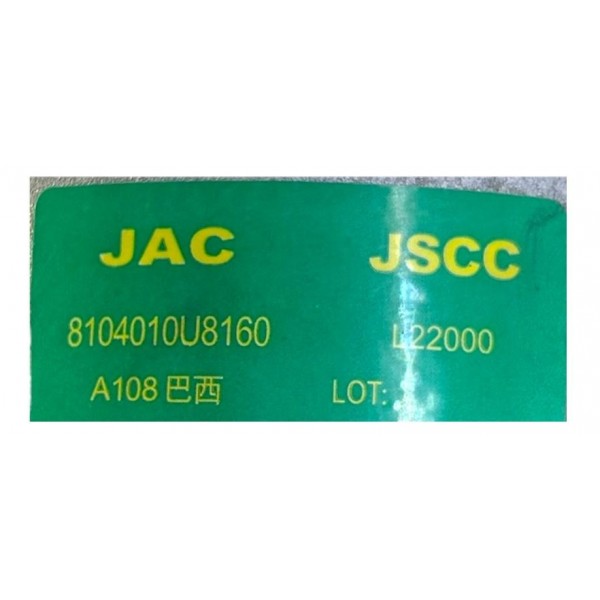 JAC JSCC
8104010U8160 L22000
A108 巴西 LOT: